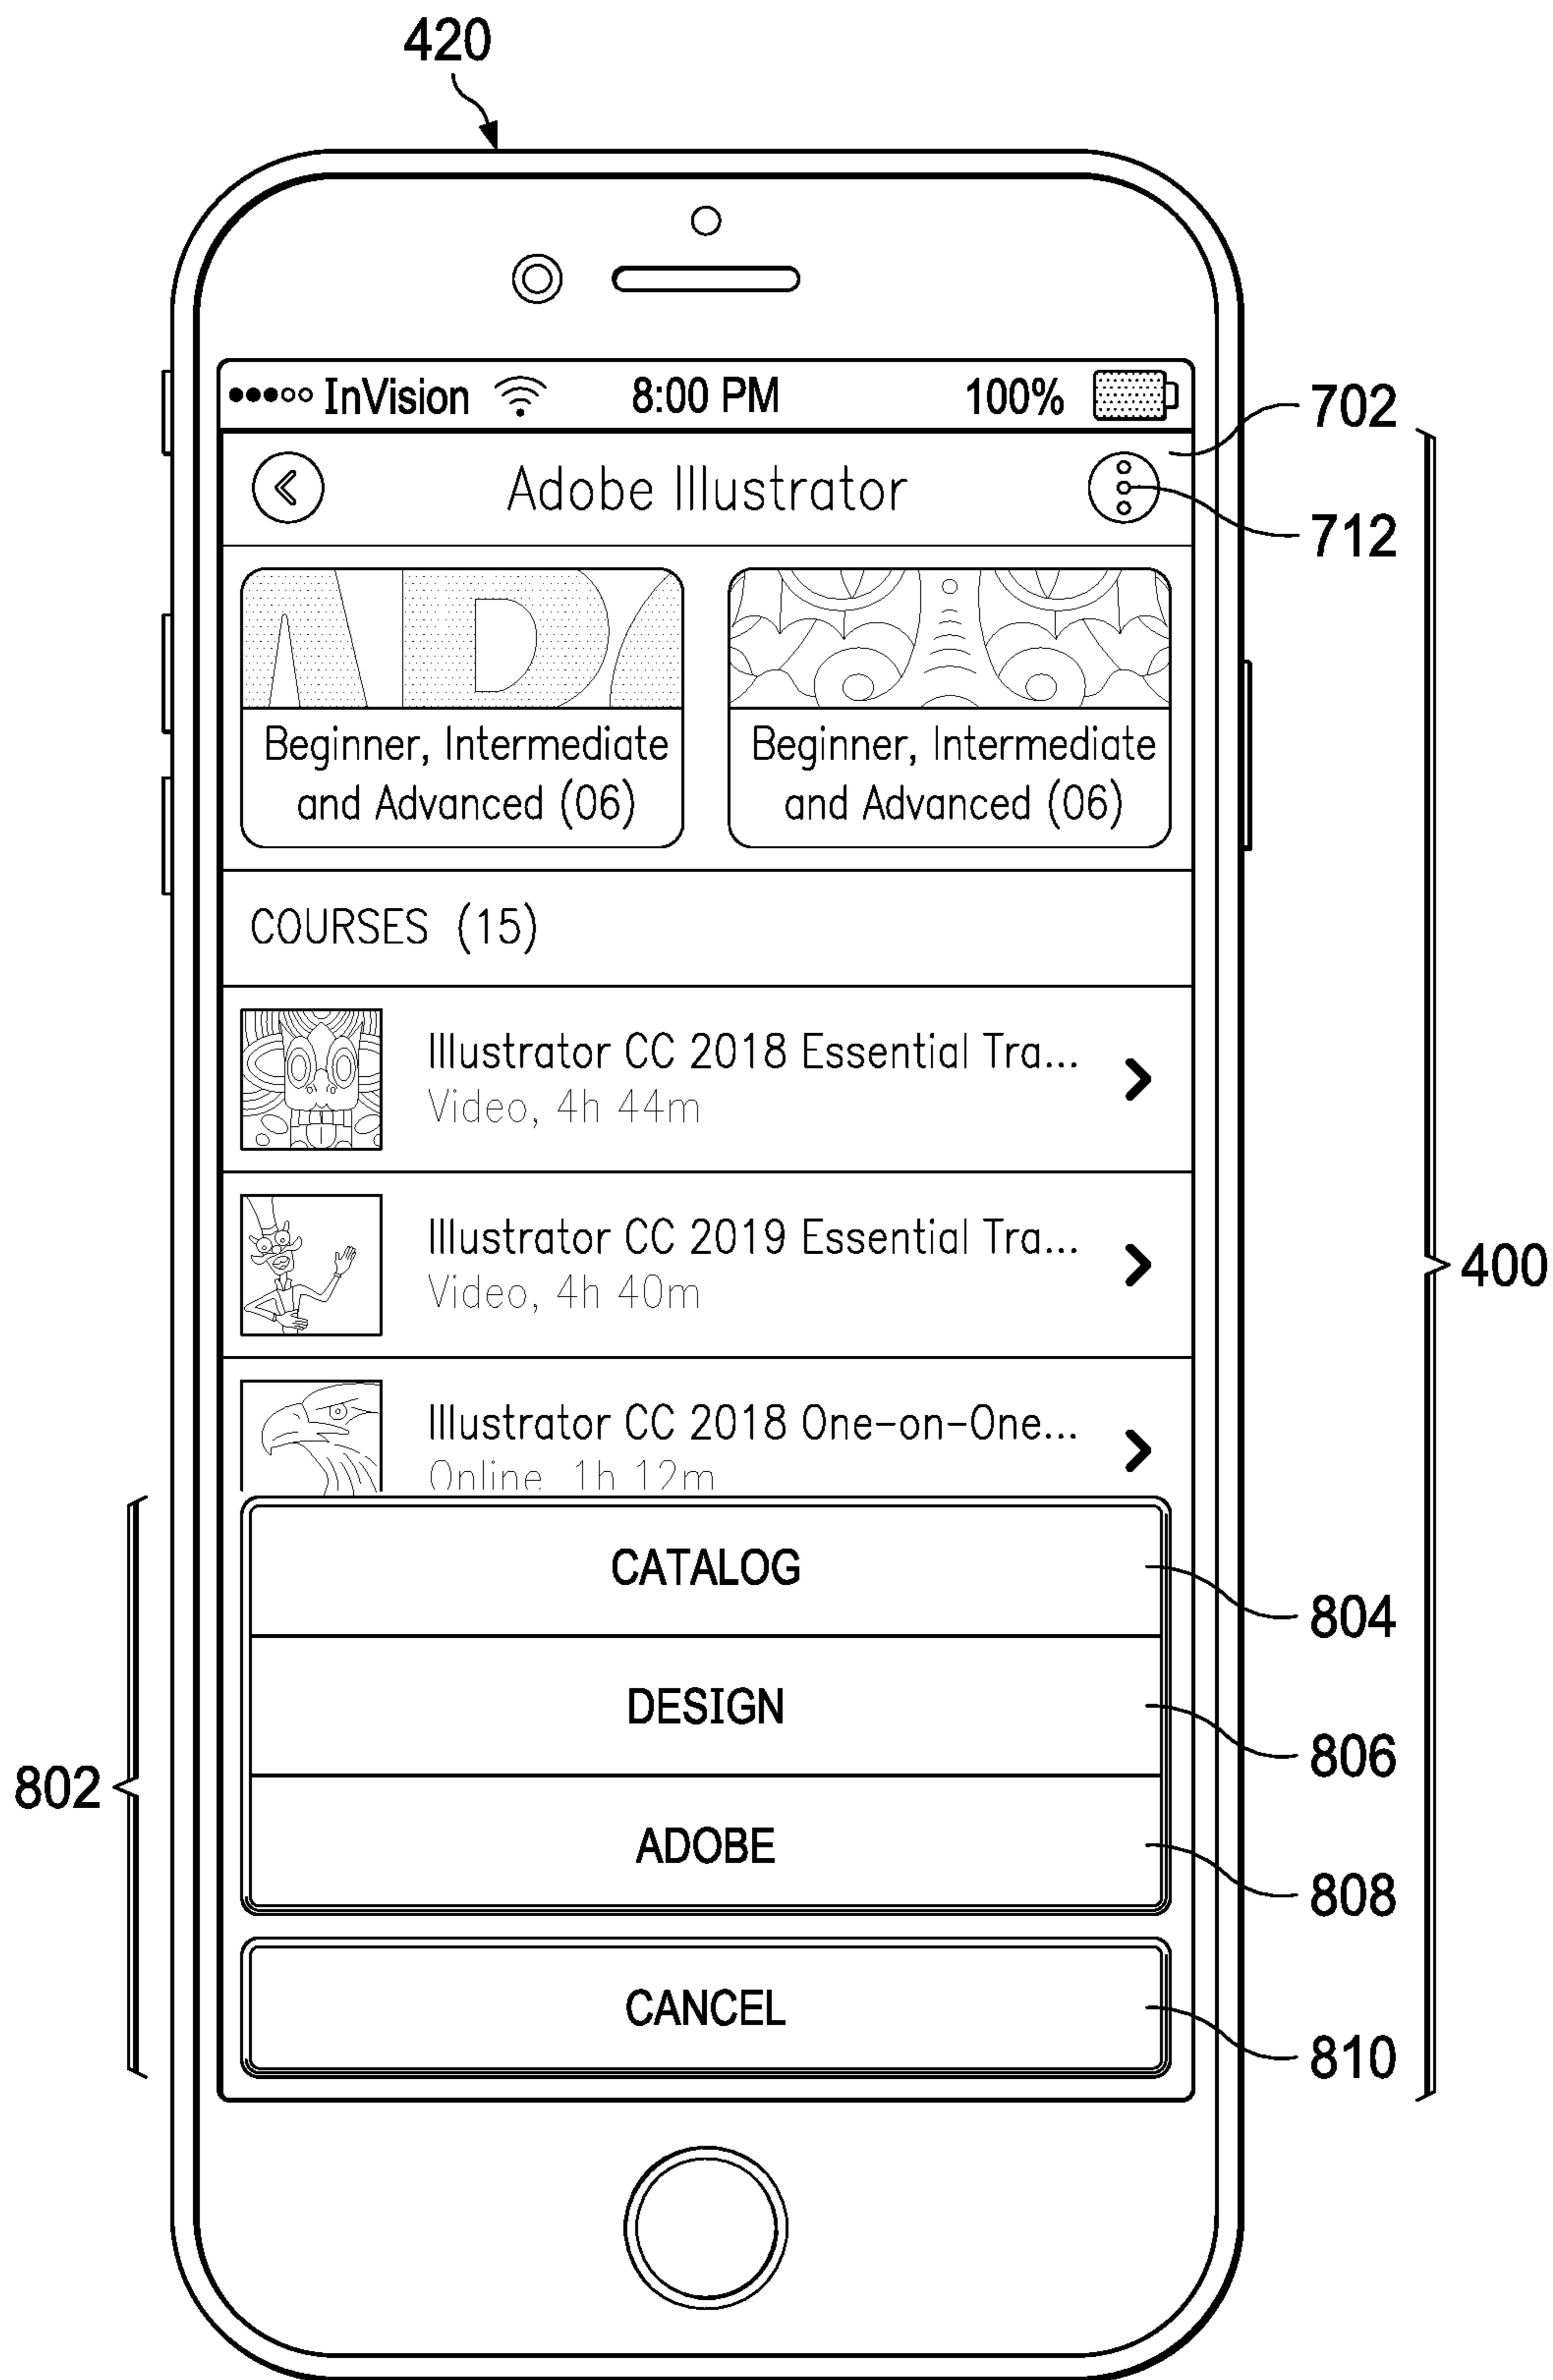 420
InVision 8:00 PM 100%
702
Adobe Illustrator
712
Beginner, Intermediate
and Advanced (06)
Beginner, Intermediate
and Advanced (06)
COURSES (15)
Illustrator CC 2018 Essential Tra...
Video, 4h 44m
Illustrator CC 2019 Essential Tra...
Video, 4h 40m
400
Illustrator CC 2018 One-on-One...
Online, 1h 12m
CATALOG
804
DESIGN
806
802
ADOBE
808
CANCEL
810